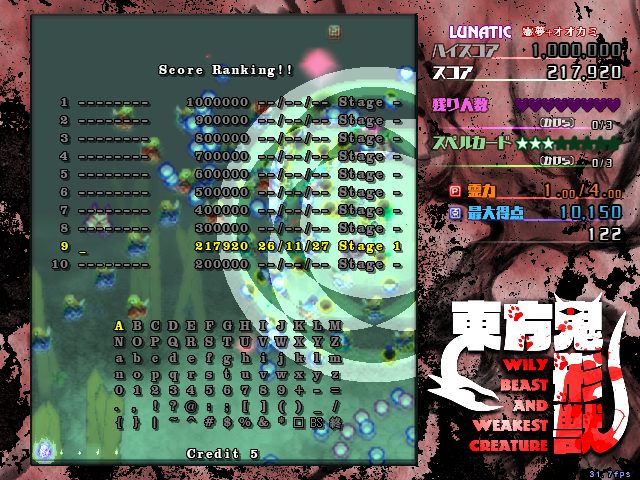 Score Ranking!!
1 -------- 1000000 --/--/-- Stage -
2 -------- 900000 --/--/-- Stage -
3 -------- 800000 --/--/-- Stage -
4 -------- 700000 --/--/-- Stage -
5 -------- 600000 --/--/-- Stage -
6 -------- 500000 --/--/-- Stage -
7 -------- 400000 --/--/-- Stage -
8 -------- 300000 --/--/-- Stage -
9 _ 217920 26/11/27 Stage 1
10 -------- 200000 --/--/-- Stage -
A B C D E F G H I J K L M
N O P Q R S T U V W X Y Z
a b c d e f g h i j k l m
n o p q r s t u v w x y z
0 1 2 3 4 5 6 7 8 9 + - =
. , ! ? @ : ; [ ] ( ) _ /
{ } | ~ ^ # $ % & * □ BS 終
Credit 5
LUNATIC 霊夢+オオカミ
ハイスコア 1,000,000
スコア 217,920
残り人数
(かけら) 0/3
スペルカード ★★★
(かけら) 0/3
P 霊力 1.00/4.00
最大得点 10,150
122
東方鬼形獣
WILY
BEAST
AND
WEAKEST
CREATURE
31.7fps